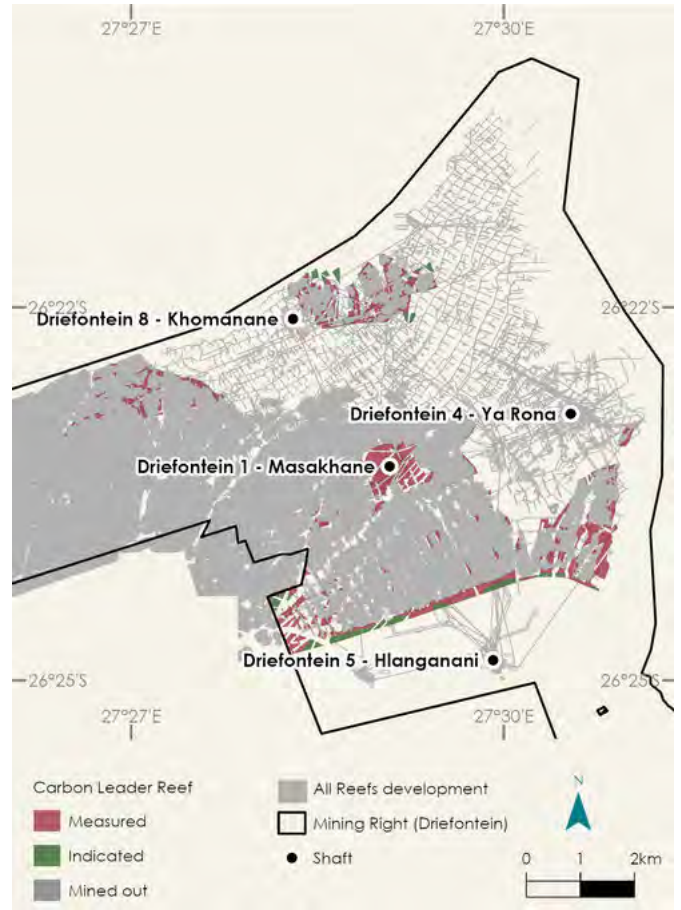 27°27'E 27°30'E
26°22'S 26°22'S
Driefontein 8 - Khomanane
Driefontein 4 - Ya Rona
Driefontein 1 - Masakhane
Driefontein 5 - Hlanganani
26°25'S 26°25'S
27°27'E 27°30'E
Carbon Leader Reef
Measured
Indicated
Mined out
All Reefs development
Mining Right (Driefontein)
Shaft
N
0 1 2km